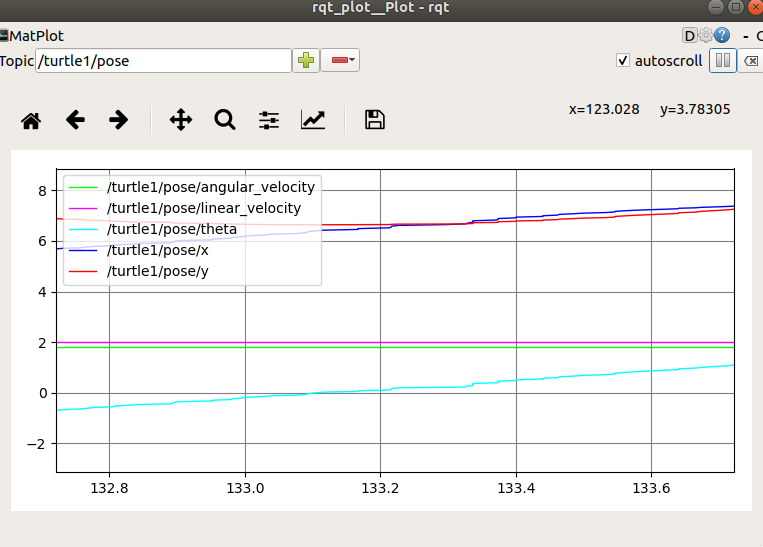 rqt_plot__Plot - rqt
MatPlot
D
?
-
Topic /turtle1/pose
autoscroll
x=123.028 y=3.78305
/turtle1/pose/angular_velocity
/turtle1/pose/linear_velocity
/turtle1/pose/theta
/turtle1/pose/x
/turtle1/pose/y
8
6
4
2
0
−2
132.8 133.0 133.2 133.4 133.6